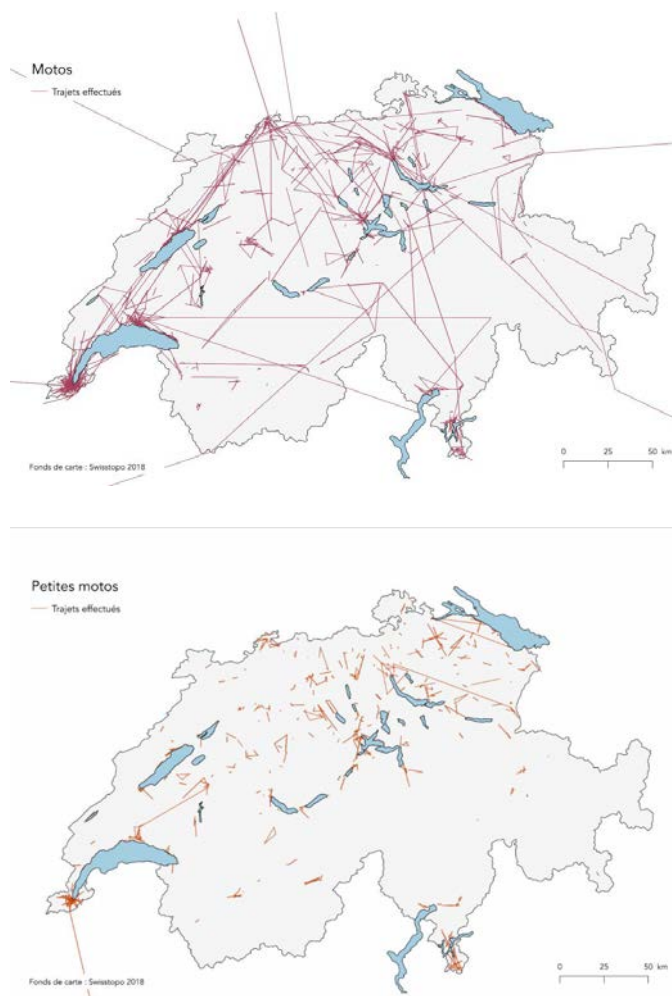 Motos
Trajets effectués
Fonds de carte : Swisstopo 2018
0 25 50 km
Petites motos
Trajets effectués
Fonds de carte : Swisstopo 2018
0 25 50 km